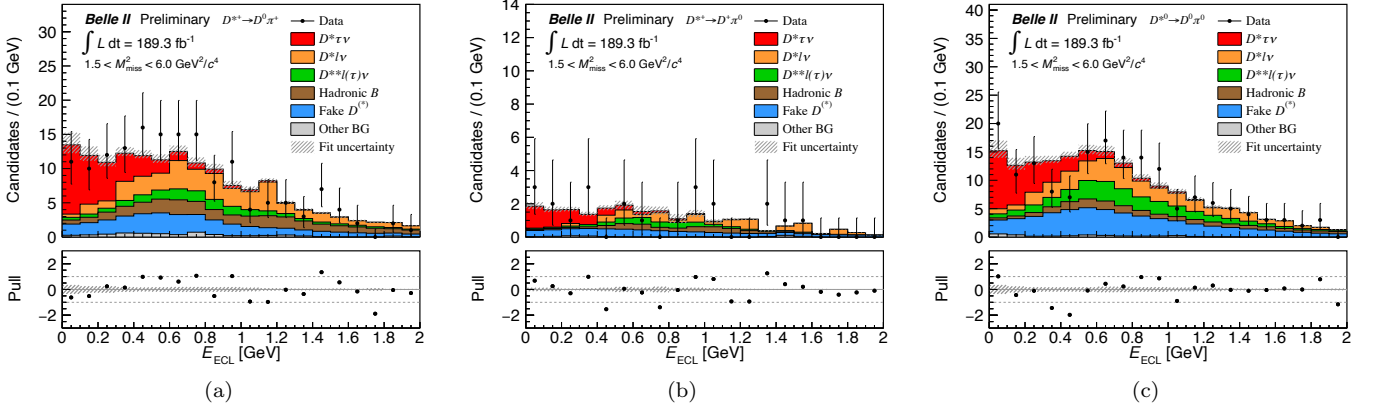 Belle II Preliminary D*⁺→D⁰π⁺
∫ L dt = 189.3 fb⁻¹
1.5 < M²miss < 6.0 GeV²/c⁴
Data
D*τν
D*lν
D**l(τ)ν
Hadronic B
Fake D(*)
Other BG
Fit uncertainty
Candidates / (0.1 GeV)
30
25
20
15
10
5
0
Pull
2
0
−2
0 0.2 0.4 0.6 0.8 1 1.2 1.4 1.6 1.8 2
E_ECL [GeV]
(a)
Belle II Preliminary D*⁺→D⁺π⁰
∫ L dt = 189.3 fb⁻¹
1.5 < M²miss < 6.0 GeV²/c⁴
Data
D*τν
D*lν
D**l(τ)ν
Hadronic B
Fake D(*)
Other BG
Fit uncertainty
Candidates / (0.1 GeV)
14
12
10
8
6
4
2
0
Pull
2
0
−2
0 0.2 0.4 0.6 0.8 1 1.2 1.4 1.6 1.8 2
E_ECL [GeV]
(b)
Belle II Preliminary D*⁰→D⁰π⁰
∫ L dt = 189.3 fb⁻¹
1.5 < M²miss < 6.0 GeV²/c⁴
Data
D*τν
D*lν
D**l(τ)ν
Hadronic B
Fake D(*)
Other BG
Fit uncertainty
Candidates / (0.1 GeV)
40
35
30
25
20
15
10
5
0
Pull
2
0
−2
0 0.2 0.4 0.6 0.8 1 1.2 1.4 1.6 1.8 2
E_ECL [GeV]
(c)